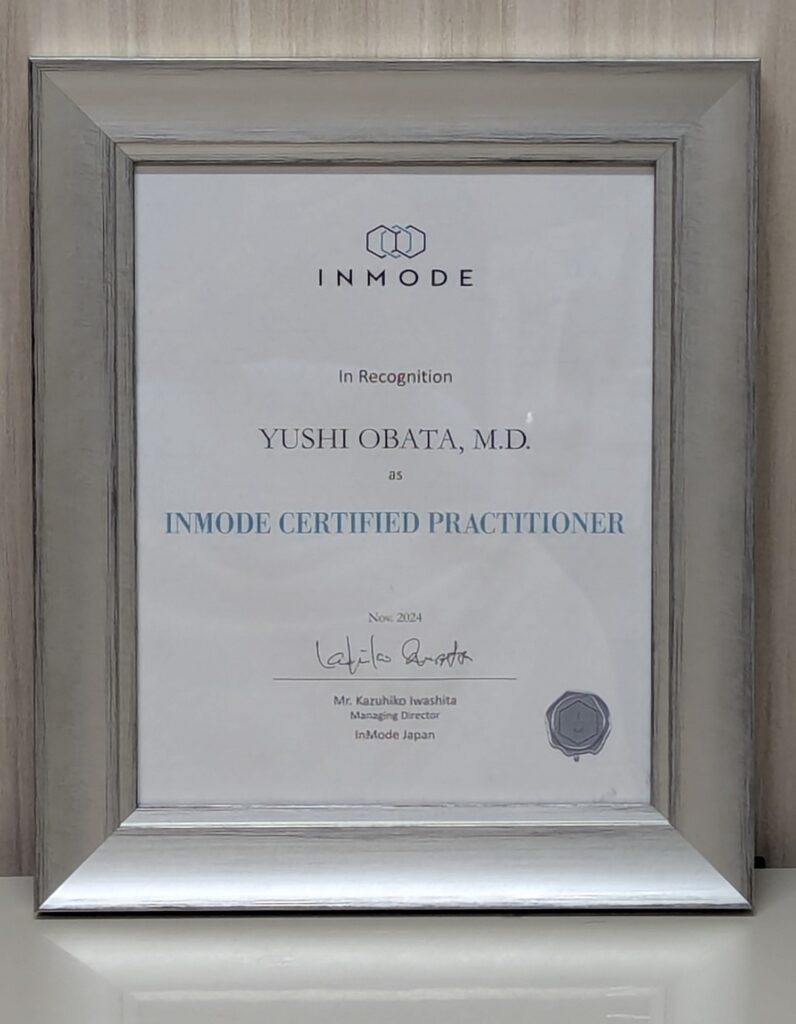 INMODE
In Recognition
YUSHI OBATA, M.D.
as
INMODE CERTIFIED PRACTITIONER
Nov. 2024
Mr. Kazuhiko Iwashita
Managing Director
InMode Japan